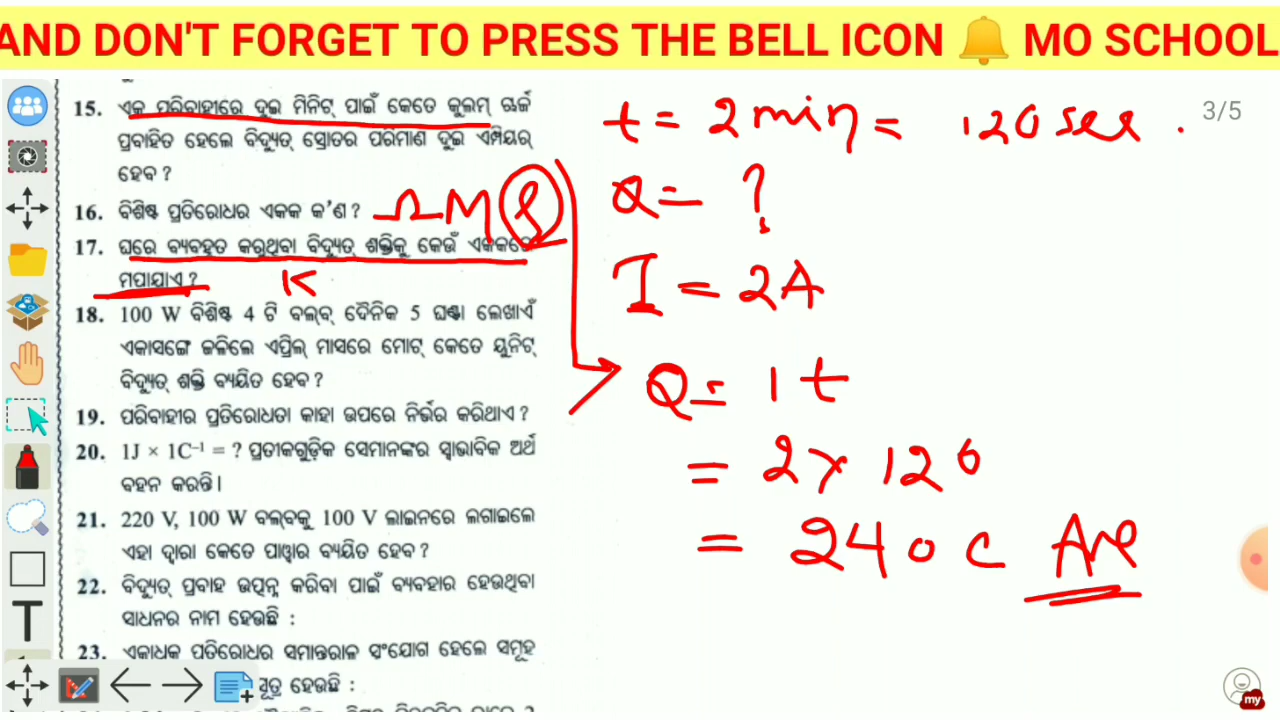 AND DON'T FORGET TO PRESS THE BELL ICON 🔔 MO SCHOOL
3/5
15. ଏକ ପରିବାହୀରେ ଦୁଇ ମିନିଟ୍ ପାଇଁ କେତେ କୁଲମ୍ ଚାର୍ଜ
ପ୍ରବାହିତ ହେଲେ ବିଦ୍ୟୁତ୍ ସ୍ରୋତର ପରିମାଣ ଦୁଇ ଏମ୍ପିୟର୍
ହେବ ?
16. ବିଶିଷ୍ଟ ପ୍ରତିରୋଧର ଏକକ କ'ଣ ? ΩM ρ
17. ଘରେ ବ୍ୟବହୃତ କରୁଥିବା ବିଦ୍ୟୁତ୍ ଶକ୍ତିକୁ କେଉଁ ଏକକରେ
ମପାଯାଏ ? K
18. 100 W ବିଶିଷ୍ଟ 4 ଟି ବଲ୍‌ବ୍ ଦୈନିକ 5 ଘଣ୍ଟା ଲେଖାଏଁ
ଏକାସଙ୍ଗେ ଜଳିଲେ ଏପ୍ରିଲ୍ ମାସରେ ମୋଟ୍ କେତେ ୟୁନିଟ୍
ବିଦ୍ୟୁତ୍ ଶକ୍ତି ବ୍ୟୟିତ ହେବ ?
19. ପରିବାହୀର ପ୍ରତିରୋଧତା କାହା ଉପରେ ନିର୍ଭର କରିଥାଏ ?
20. 1J × 1C⁻¹ = ? ପ୍ରତୀକଗୁଡ଼ିକ ସେମାନଙ୍କର ସ୍ୱାଭାବିକ ଅର୍ଥ
ବହନ କରନ୍ତି।
21. 220 V, 100 W ବଲ୍‌ବକୁ 100 V ଲାଇନରେ ଲଗାଇଲେ
ଏହା ଦ୍ୱାରା କେତେ ପାୱାର ବ୍ୟୟିତ ହେବ ?
22. ବିଦ୍ୟୁତ୍ ପ୍ରବାହ ଉତ୍ପନ୍ନ କରିବା ପାଇଁ ବ୍ୟବହାର ହେଉଥିବା
ସାଧନର ନାମ ହେଉଛି :
23. ଏକାଧିକ ପ୍ରତିରୋଧର ସମାନ୍ତରାଳ ସଂଯୋଗ ହେଲେ ସମୂହ
ସୂତ୍ର ହେଉଛି :
t = 2 min = 120 sec .
Q = ?
I = 2A
Q = I t
= 2 x 120
= 240 C Ans
T
my